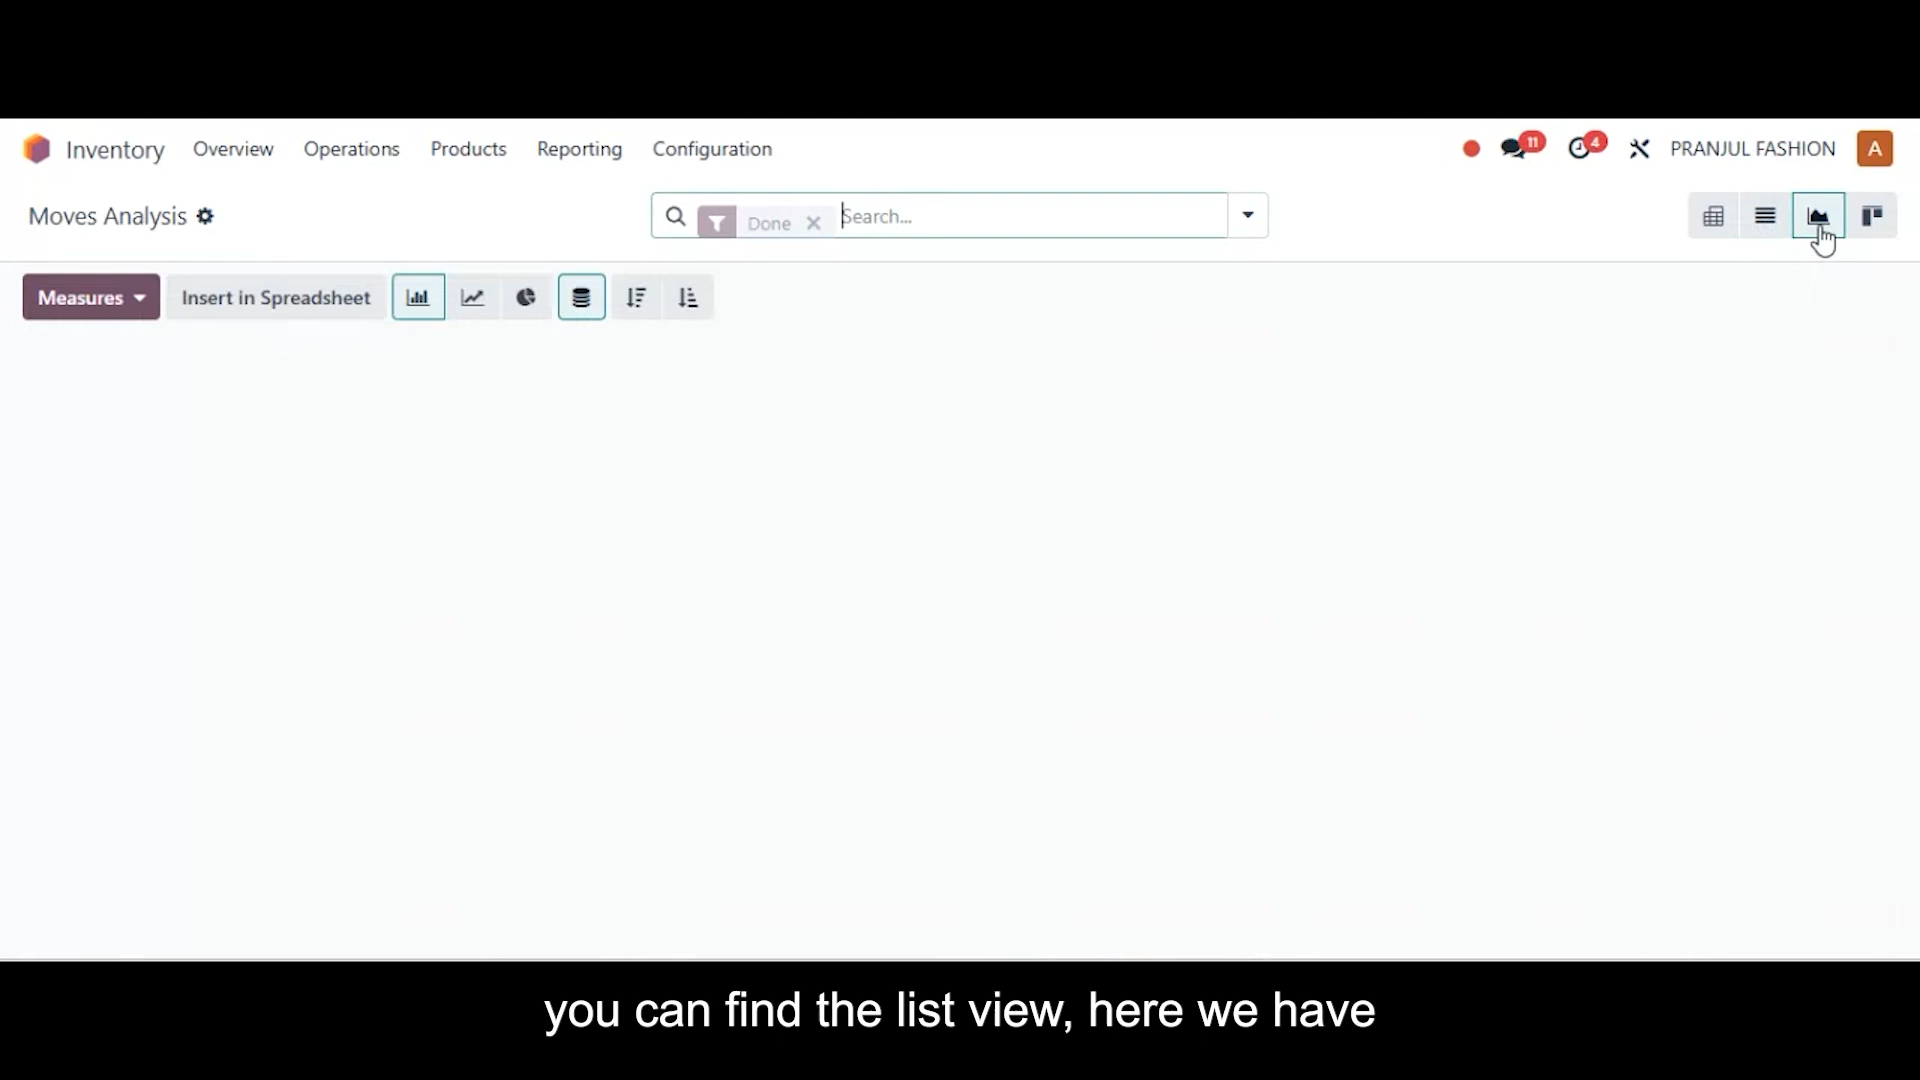 Inventory Overview Operations Products Reporting Configuration 11 4 PRANJUL FASHION A
Moves Analysis Done Search...
Measures Insert in Spreadsheet
you can find the list view, here we have